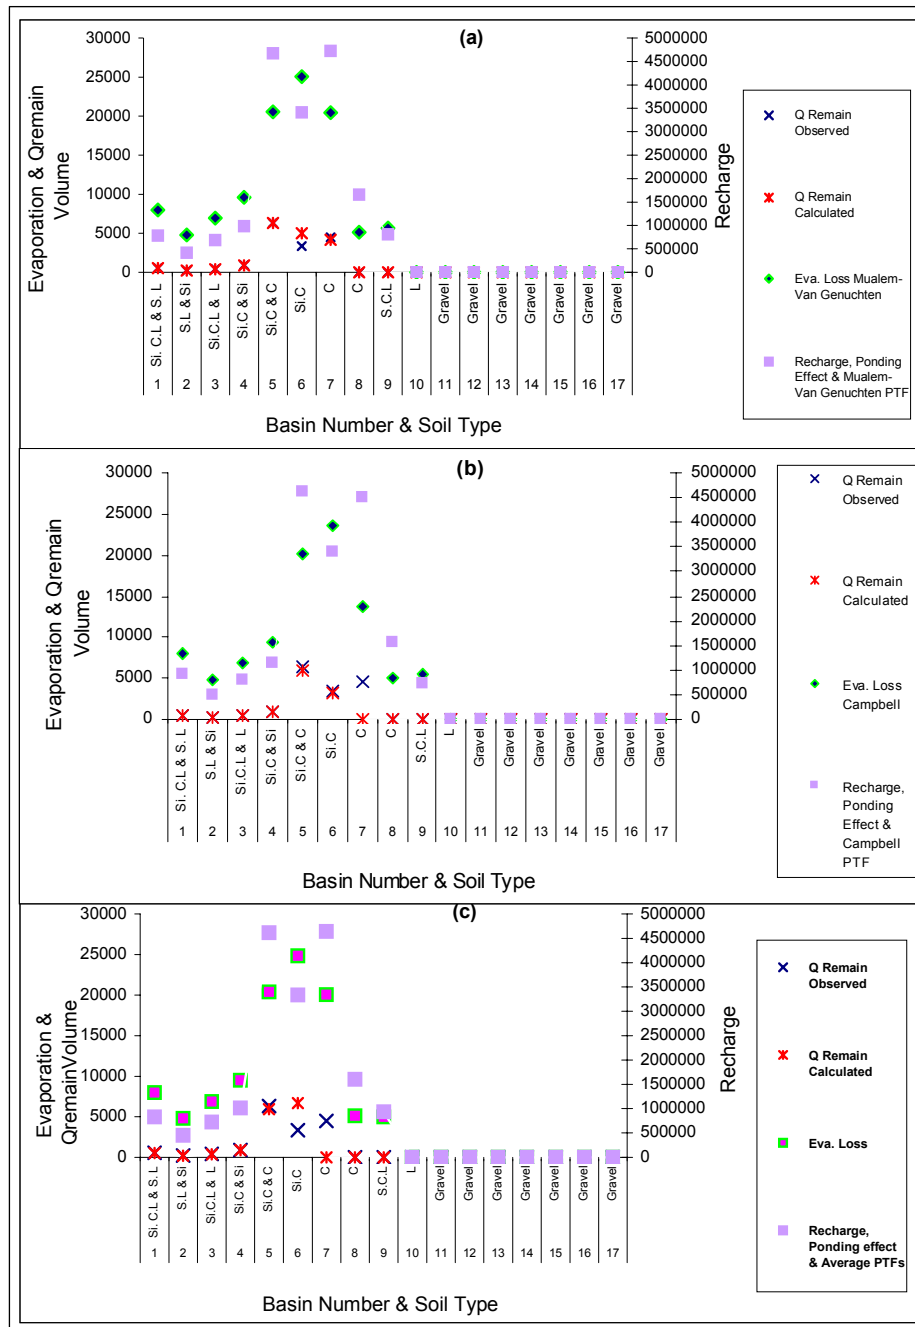 (a)
30000
25000
20000
15000
10000
5000
0
Evaporation & Qremain
Volume
5000000
4500000
4000000
3500000
3000000
2500000
2000000
1500000
1000000
500000
0
Recharge
Si. C.L & S. L
S.L & Si
Si.C.L & L
Si.C & Si
Si.C & C
Si.C
C
C
S.C.L
L
Gravel
Gravel
Gravel
Gravel
Gravel
Gravel
Gravel
1 2 3 4 5 6 7 8 9 10 11 12 13 14 15 16 17
Basin Number & Soil Type
Q Remain
Observed
Q Remain
Calculated
Eva. Loss Mualem-
Van Genuchten
Recharge, Ponding
Effect & Mualem-
Van Genuchten PTF
(b)
30000
25000
20000
15000
10000
5000
0
Evaporation & Qremain
Volume
5000000
4500000
4000000
3500000
3000000
2500000
2000000
1500000
1000000
500000
0
Si. C.L & S. L
S.L & Si
Si.C.L & L
Si.C & Si
Si.C & C
Si.C
C
C
S.C.L
L
Gravel
Gravel
Gravel
Gravel
Gravel
Gravel
Gravel
1 2 3 4 5 6 7 8 9 10 11 12 13 14 15 16 17
Basin Number & Soil Type
Q Remain
Observed
Q Remain
Calculated
Eva. Loss
Campbell
Recharge,
Ponding
Effect &
Campbell
PTF
(c)
30000
25000
20000
15000
10000
5000
0
Evaporation &
QremainVolume
5000000
4500000
4000000
3500000
3000000
2500000
2000000
1500000
1000000
500000
0
Recharge
Si. C.L & S. L
S.L & Si
Si.C.L & L
Si.C & Si
Si.C & C
Si.C
C
C
S.C.L
L
Gravel
Gravel
Gravel
Gravel
Gravel
Gravel
Gravel
1 2 3 4 5 6 7 8 9 10 11 12 13 14 15 16 17
Basin Number & Soil Type
Q Remain
Observed
Q Remain
Calculated
Eva. Loss
Recharge,
Ponding effect
& Average PTFs